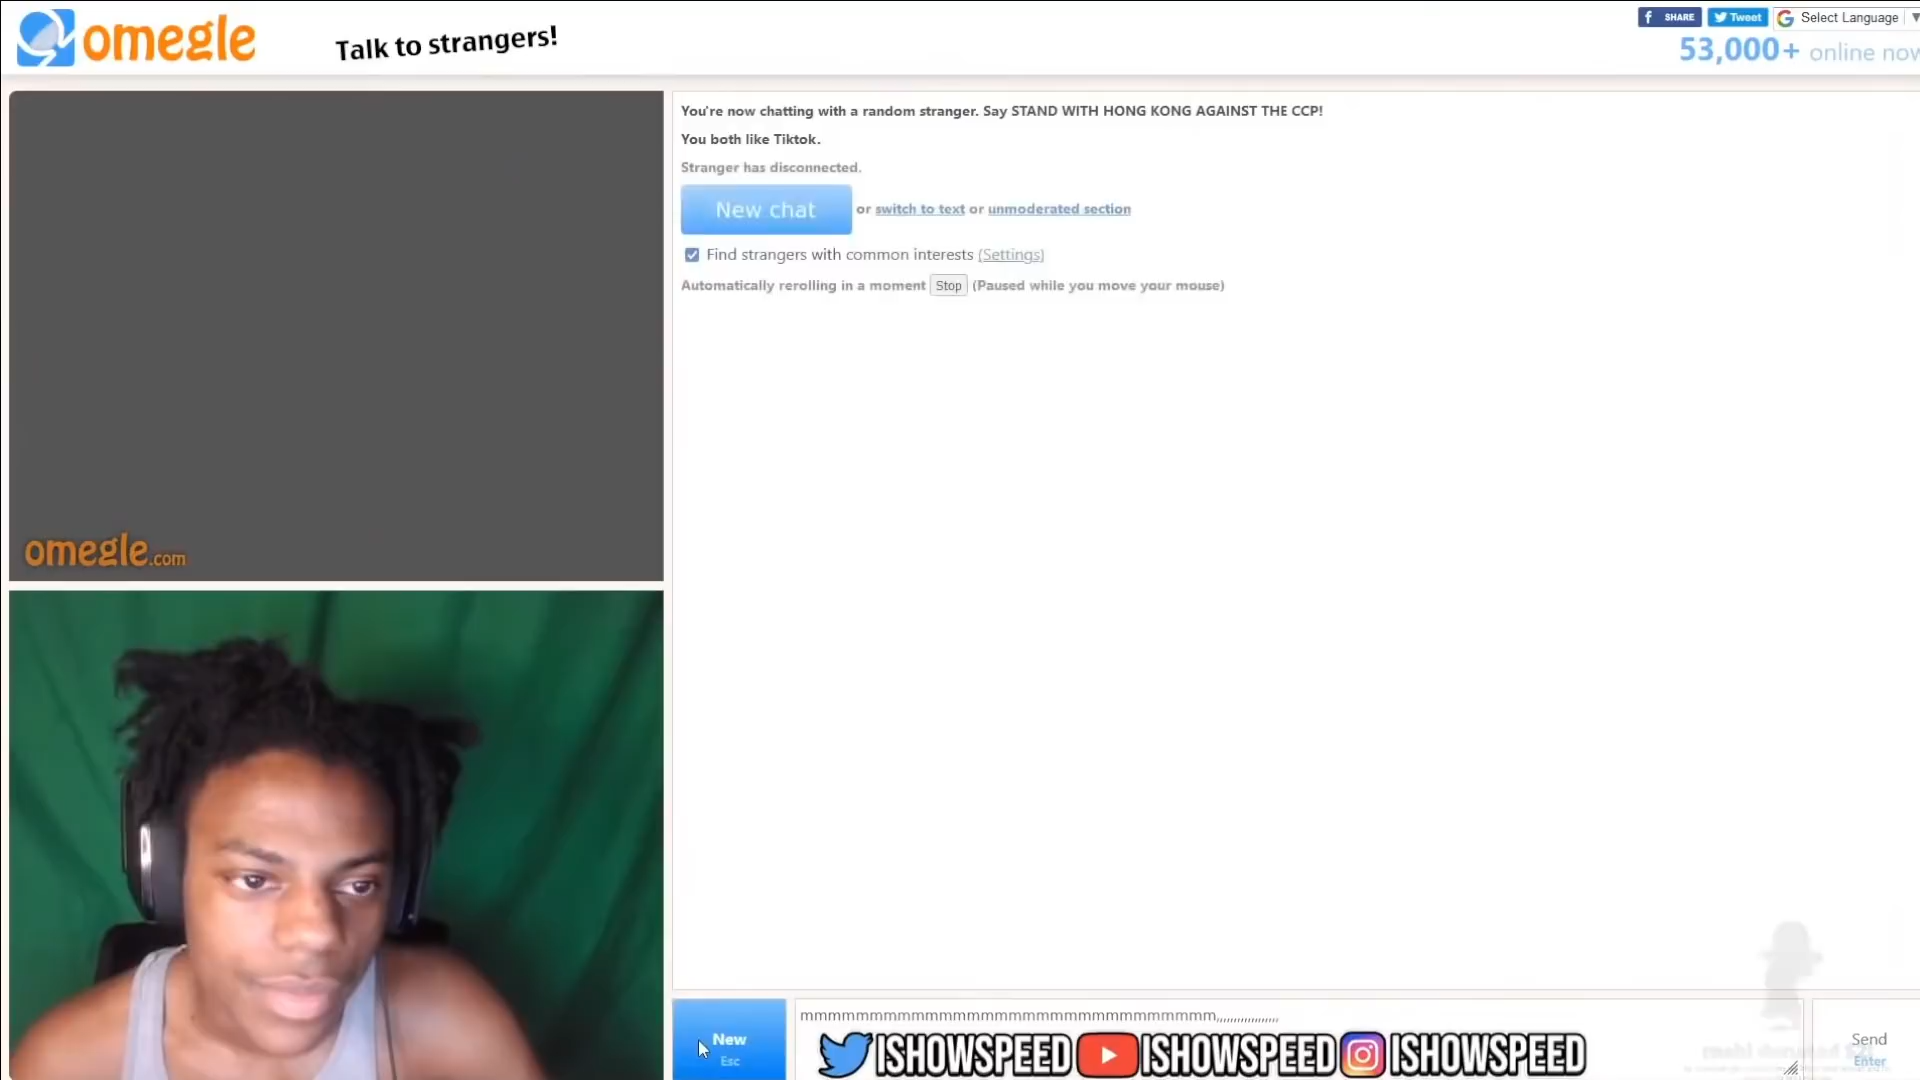 omegle
Talk to strangers!
SHARE
Tweet
Select Language
53,000+ online now
You're now chatting with a random stranger. Say STAND WITH HONG KONG AGAINST THE CCP!
You both like Tiktok.
Stranger has disconnected.
New chat or switch to text or unmoderated section
Find strangers with common interests (Settings)
Automatically rerolling in a moment Stop (Paused while you move your mouse)
omegle.com
New
Esc
ISHOWSPEED ISHOWSPEED ISHOWSPEED
Send
Enter